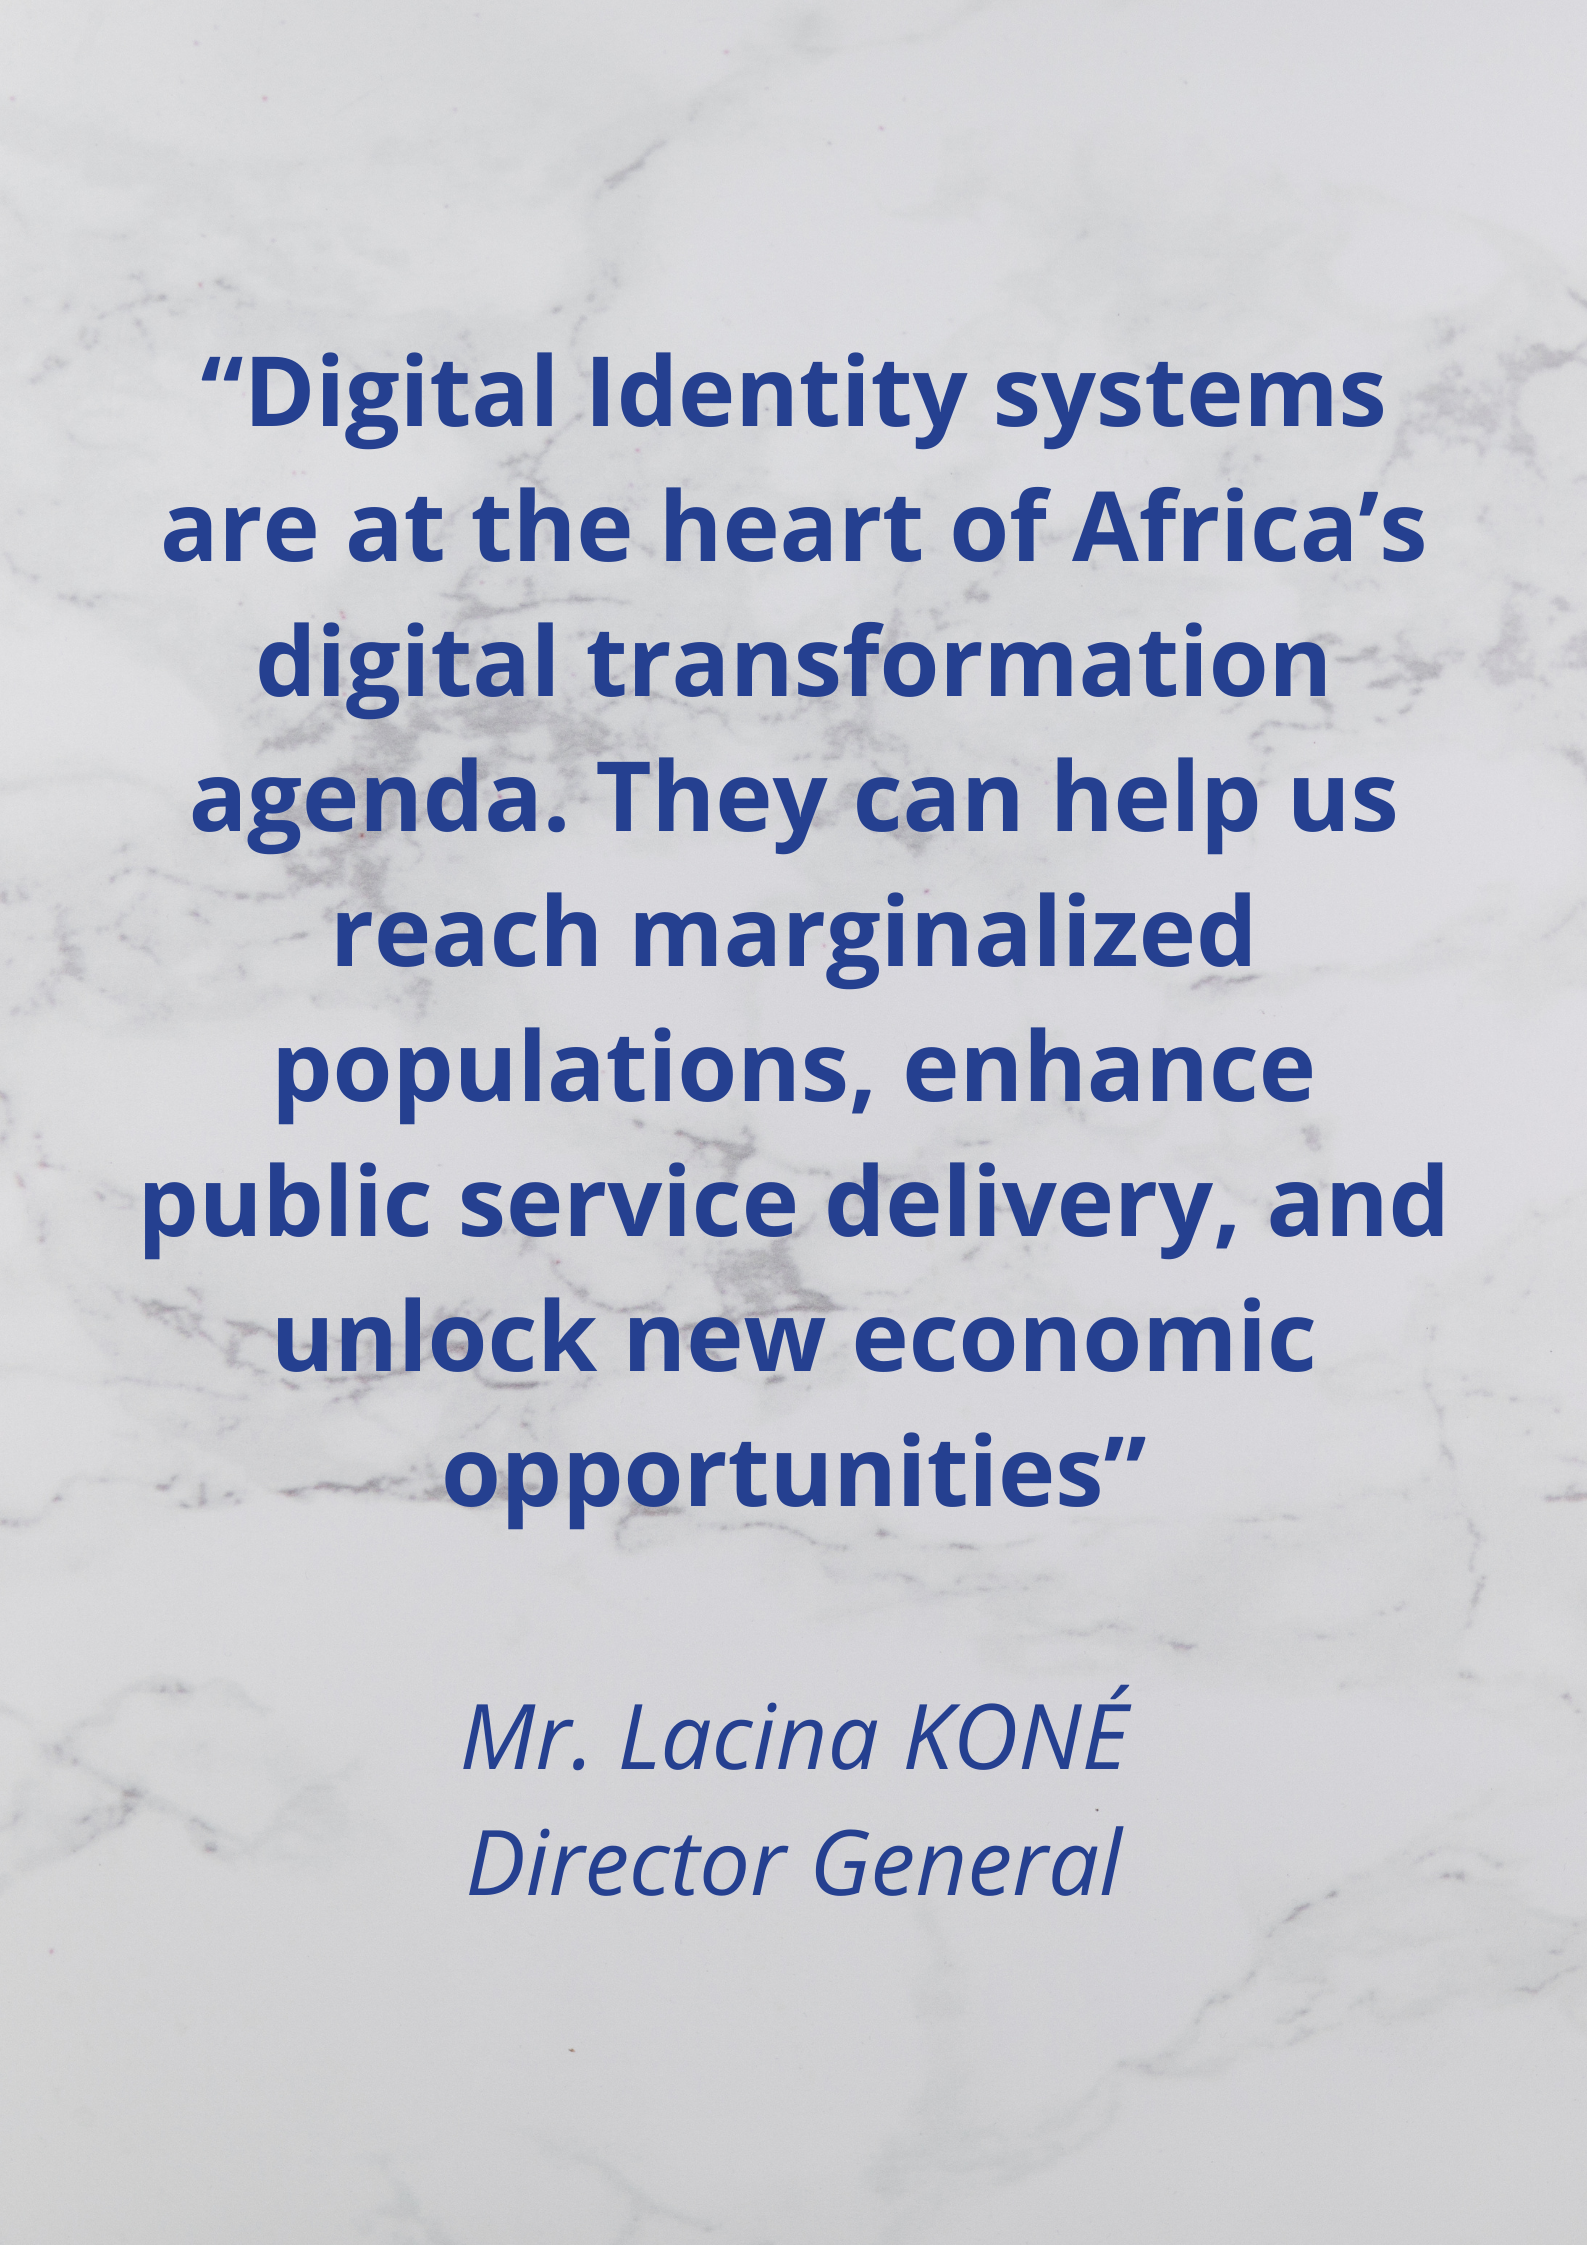 “Digital Identity systems
are at the heart of Africa’s
digital transformation
agenda. They can help us
reach marginalized
populations, enhance
public service delivery, and
unlock new economic
opportunities”
Mr. Lacina KONÉ
Director General